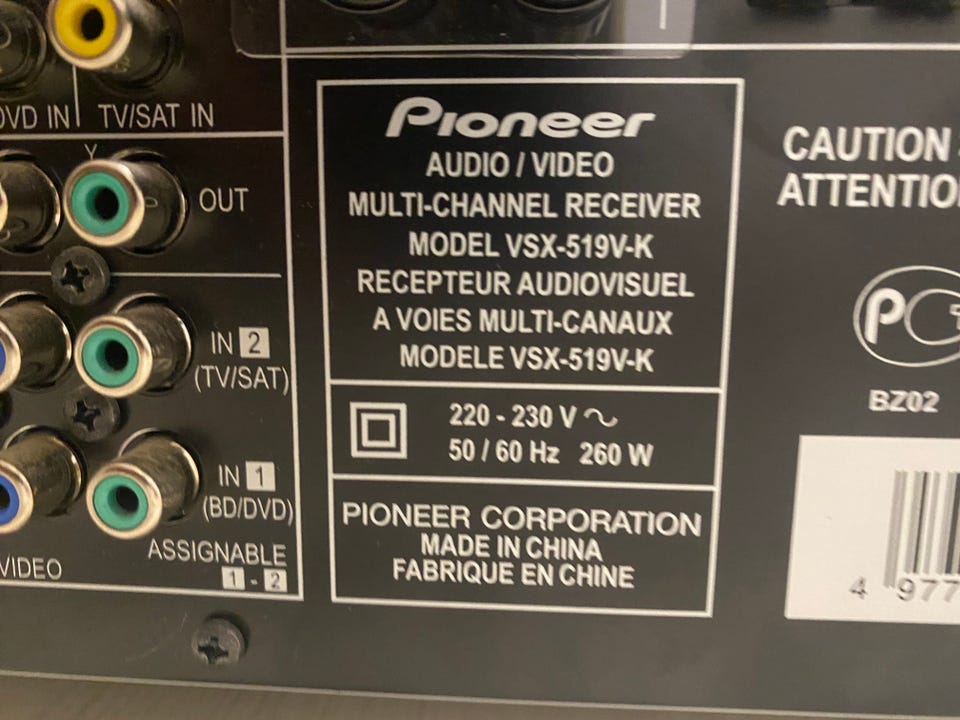 DVD IN
TV/SAT IN
Y
OUT
IN 2
(TV/SAT)
IN 1
(BD/DVD)
VIDEO
ASSIGNABLE
1 - 2
Pioneer
AUDIO / VIDEO
MULTI-CHANNEL RECEIVER
MODEL VSX-519V-K
RECEPTEUR AUDIOVISUEL
A VOIES MULTI-CANAUX
MODELE VSX-519V-K
220 - 230 V ~
50 / 60 Hz 260 W
PIONEER CORPORATION
MADE IN CHINA
FABRIQUE EN CHINE
CAUTION
BZ02
4 977